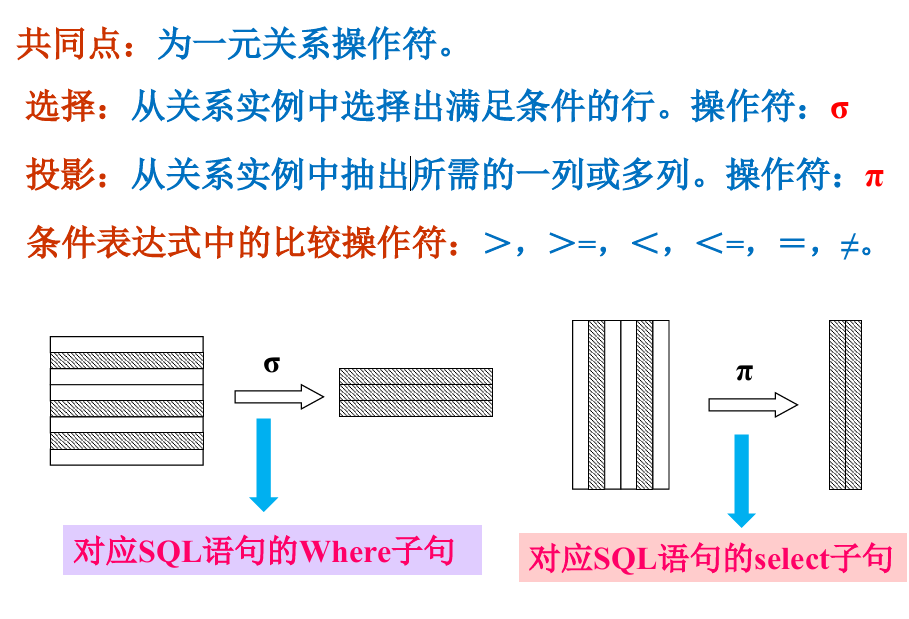 共同点：为一元关系操作符。
选择：从关系实例中选择出满足条件的行。操作符：σ
投影：从关系实例中抽出所需的一列或多列。操作符：π
条件表达式中的比较操作符：＞，＞=，＜，＜=，＝，≠。
σ
π
对应SQL语句的Where子句
对应SQL语句的select子句